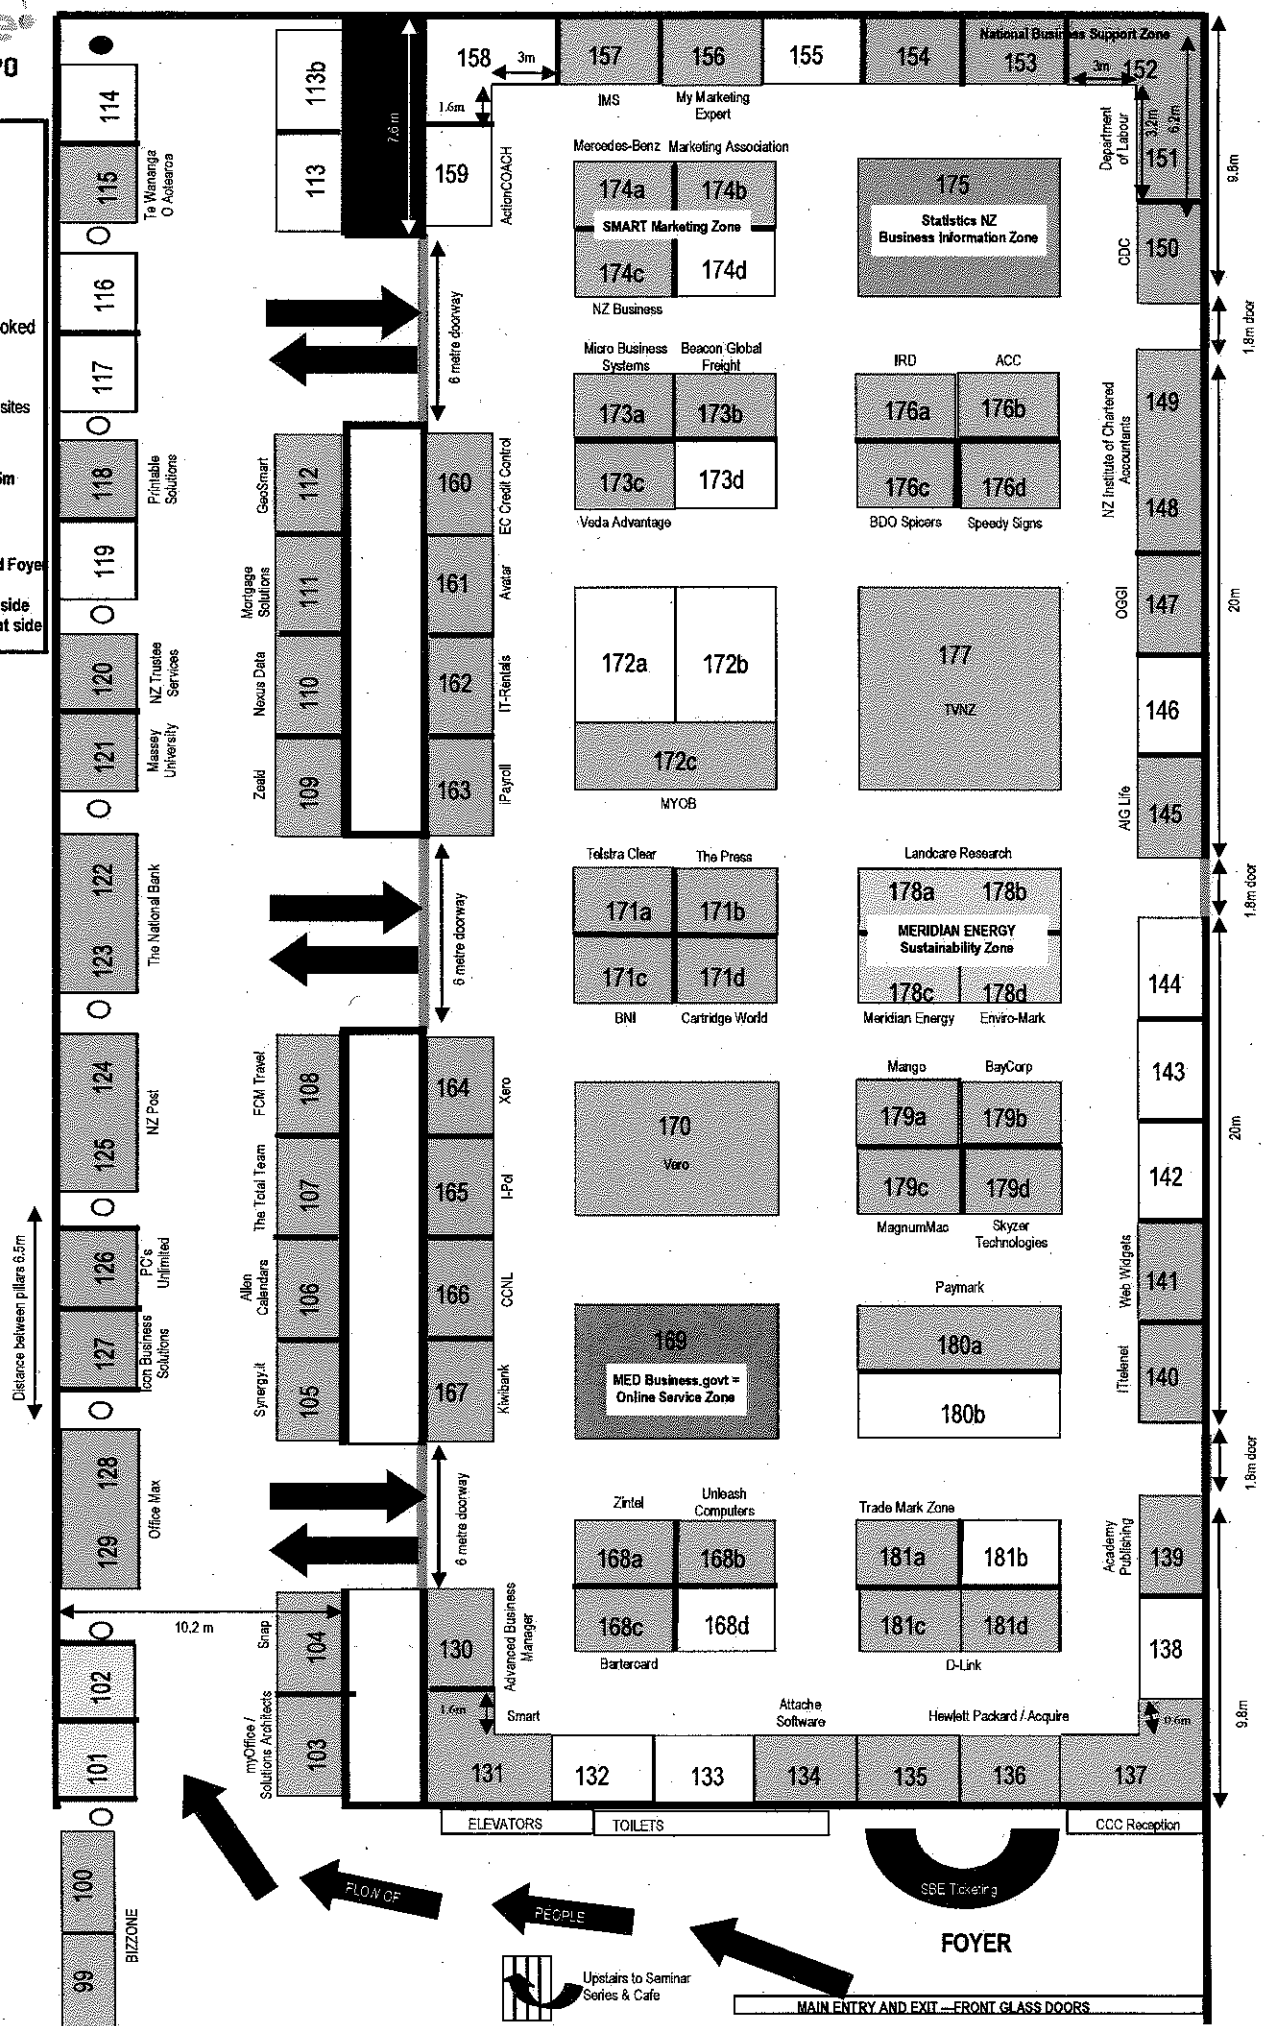 oked
sites
5m
d Foye
side
at side
114
115
Te Wananga
O Aotearoa
116
117
118
Printable
Solutions
119
120
NZ Trustee
Services
121
Massey
University
122
123
The National Bank
124
125
NZ Post
126
PC's
Unlimited
127
Icon Business
Solutions
Distance between pillars 6.5m
128
129
Office Max
10.2 m
102
101
100
99
BIZZONE
113b
113
7.6 m
112
GeoSmart
111
Mortgage
Solutions
110
Nexus Data
109
Zeald
108
FCM Travel
107
The Total Team
106
Allen
Calendars
105
Synergy.it
104
Snap
103
myOffice /
Solutions Architects
158
3m
1.6m
159
ActionCOACH
6 metre doorway
160
EC Credit Control
161
Avatar
162
IT-Rentals
163
iPayroll
6 metre doorway
164
Xero
165
I-Pol
166
CCNL
167
Kiwibank
6 metre doorway
130
Advanced Business
Manager
1.6m
Smart
131
132
133
Attache
Software
134
Hewlett Packard / Acquire
135
136
137
0.6m
157
IMS
156
My Marketing
Expert
155
154
National Business Support Zone
153
152
3m
3.2m
6.2m
Department
of Labour
151
150
CDC
9.8m
1.8m door
149
NZ Institute of Chartered
Accountants
148
147
OGGI
146
145
AIG Life
20m
1.8m door
144
143
142
141
Web Widgets
140
ITtelenet
20m
1.8m door
139
Academy
Publishing
138
9.8m
Mercedes-Benz Marketing Association
174a 174b
SMART Marketing Zone
174c 174d
NZ Business
175
Statistics NZ
Business Information Zone
Micro Business
Systems
Beacon Global
Freight
173a 173b
173c 173d
Veda Advantage
IRD ACC
176a 176b
176c 176d
BDO Spicers Speedy Signs
172a 172b
172c
MYOB
177
TVNZ
Telstra Clear The Press
171a 171b
171c 171d
BNI Cartridge World
Landcare Research
178a 178b
MERIDIAN ENERGY
Sustainability Zone
178c 178d
Meridian Energy Enviro-Mark
170
Vero
Mango BayCorp
179a 179b
179c 179d
MagnumMac
Skyzer
Technologies
169
MED Business.govt =
Online Service Zone
Paymark
180a
180b
Zintel
Unleash
Computers
168a 168b
168c 168d
Bartercard
Trade Mark Zone
181a 181b
181c 181d
D-Link
ELEVATORS
TOILETS
CCC Reception
FLOW OF
PEOPLE
SBE Ticketing
FOYER
Upstairs to Seminar
Series & Cafe
MAIN ENTRY AND EXIT —FRONT GLASS DOORS